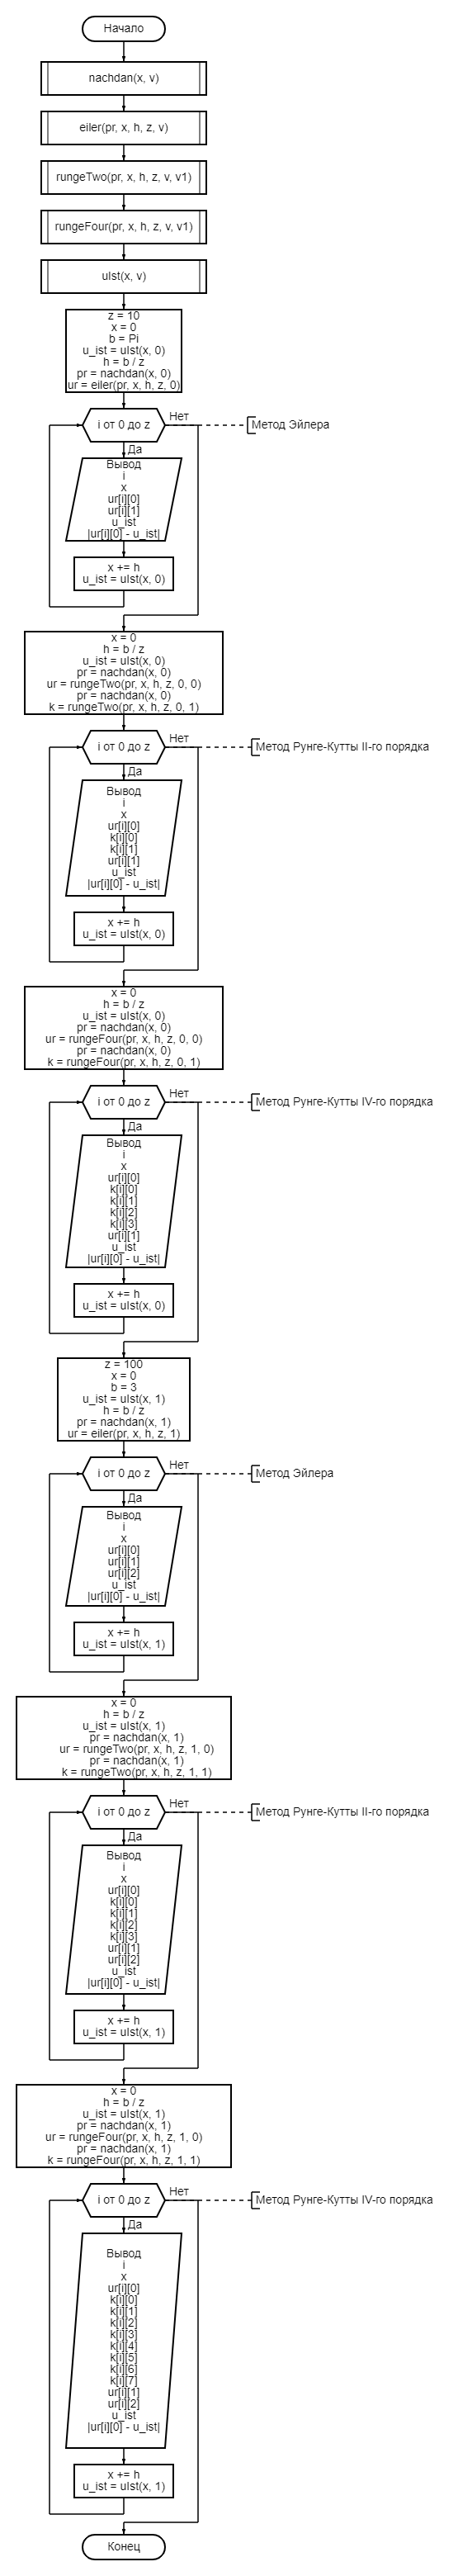 Начало
nachdan(x, v)
eiler(pr, x, h, z, v)
rungeTwo(pr, x, h, z, v, v1)
rungeFour(pr, x, h, z, v, v1)
uIst(x, v)
z = 10
x = 0
b = Pi
u_ist = uIst(x, 0)
h = b / z
pr = nachdan(x, 0)
ur = eiler(pr, x, h, z, 0)
i от 0 до z
Нет
Метод Эйлера
Да
Вывод
i
x
ur[i][0]
ur[i][1]
u_ist
|ur[i][0] - u_ist|
x += h
u_ist = uIst(x, 0)
x = 0
h = b / z
u_ist = uIst(x, 0)
pr = nachdan(x, 0)
ur = rungeTwo(pr, x, h, z, 0, 0)
pr = nachdan(x, 0)
k = rungeTwo(pr, x, h, z, 0, 1)
i от 0 до z
Нет
Метод Рунге-Кутты II-го порядка
Да
Вывод
i
x
ur[i][0]
k[i][0]
k[i][1]
ur[i][1]
u_ist
|ur[i][0] - u_ist|
x += h
u_ist = uIst(x, 0)
x = 0
h = b / z
u_ist = uIst(x, 0)
pr = nachdan(x, 0)
ur = rungeFour(pr, x, h, z, 0, 0)
pr = nachdan(x, 0)
k = rungeFour(pr, x, h, z, 0, 1)
i от 0 до z
Нет
Метод Рунге-Кутты IV-го порядка
Да
Вывод
i
x
ur[i][0]
k[i][0]
k[i][1]
k[i][2]
k[i][3]
ur[i][1]
u_ist
|ur[i][0] - u_ist|
x += h
u_ist = uIst(x, 0)
z = 100
x = 0
b = 3
u_ist = uIst(x, 1)
h = b / z
pr = nachdan(x, 1)
ur = eiler(pr, x, h, z, 1)
i от 0 до z
Нет
Метод Эйлера
Да
Вывод
i
x
ur[i][0]
ur[i][1]
ur[i][2]
u_ist
|ur[i][0] - u_ist|
x += h
u_ist = uIst(x, 1)
x = 0
h = b / z
u_ist = uIst(x, 1)
pr = nachdan(x, 1)
ur = rungeTwo(pr, x, h, z, 1, 0)
pr = nachdan(x, 1)
k = rungeTwo(pr, x, h, z, 1, 1)
i от 0 до z
Нет
Метод Рунге-Кутты II-го порядка
Да
Вывод
i
x
ur[i][0]
k[i][0]
k[i][1]
k[i][2]
k[i][3]
ur[i][1]
ur[i][2]
u_ist
|ur[i][0] - u_ist|
x += h
u_ist = uIst(x, 1)
x = 0
h = b / z
u_ist = uIst(x, 1)
pr = nachdan(x, 1)
ur = rungeFour(pr, x, h, z, 1, 0)
pr = nachdan(x, 1)
k = rungeFour(pr, x, h, z, 1, 1)
i от 0 до z
Нет
Метод Рунге-Кутты IV-го порядка
Да
Вывод
i
x
ur[i][0]
k[i][0]
k[i][1]
k[i][2]
k[i][3]
k[i][4]
k[i][5]
k[i][6]
k[i][7]
ur[i][1]
ur[i][2]
u_ist
|ur[i][0] - u_ist|
x += h
u_ist = uIst(x, 1)
Конец